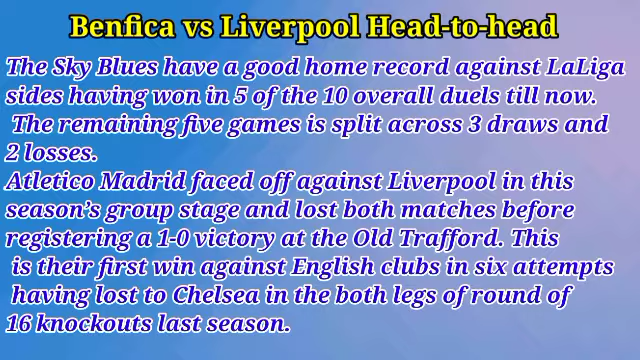 Benfica vs Liverpool Head-to-head
The Sky Blues have a good home record against LaLiga
sides having won in 5 of the 10 overall duels till now.
The remaining five games is split across 3 draws and
2 losses.
Atletico Madrid faced off against Liverpool in this
season's group stage and lost both matches before
registering a 1-0 victory at the Old Trafford. This
is their first win against English clubs in six attempts
having lost to Chelsea in the both legs of round of
16 knockouts last season.